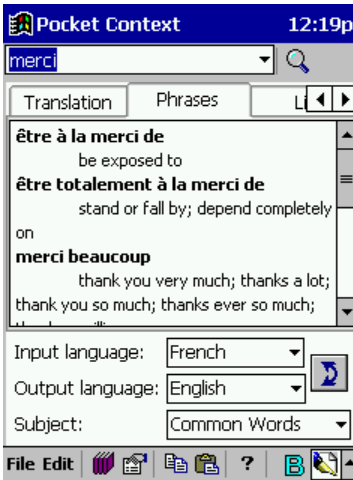 Pocket Context 12:19p
merci
Translation Phrases Li
être à la merci de
be exposed to
être totalement à la merci de
stand or fall by; depend completely
on
merci beaucoup
thank you very much; thanks a lot;
thank you so much; thanks ever so much;
Input language: French
Output language: English
Subject: Common Words
File Edit ? B